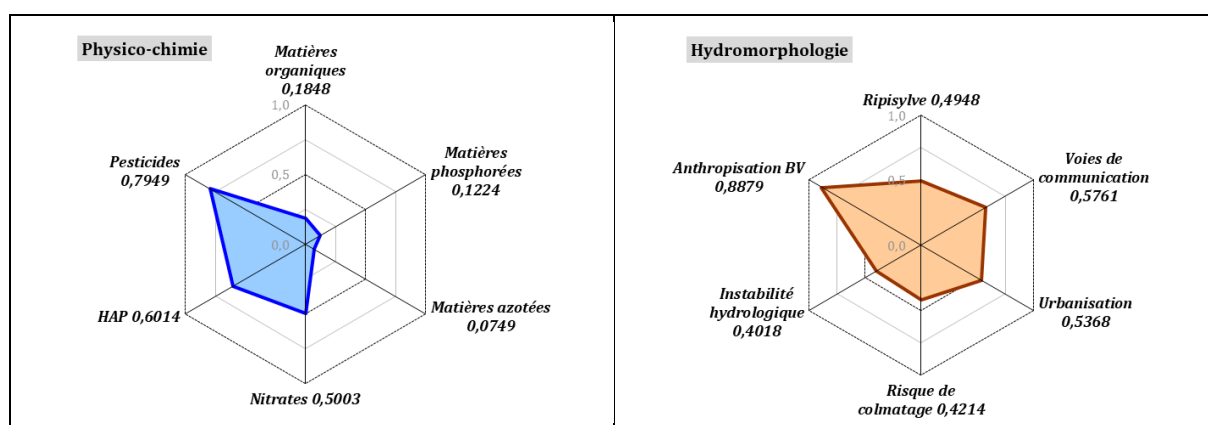 Physico-chimie
Matières
organiques
0,1848
1,0
Pesticides
0,7949
Matières
phosphorées
0,1224
0,5
0,0
HAP 0,6014
Matières azotées
0,0749
Nitrates 0,5003
Hydromorphologie
Ripisylve 0,4948
1,0
Anthropisation BV
0,8879
Voies de
communication
0,5761
0,5
0,0
Instabilité
hydrologique
0,4018
Urbanisation
0,5368
Risque de
colmatage 0,4214